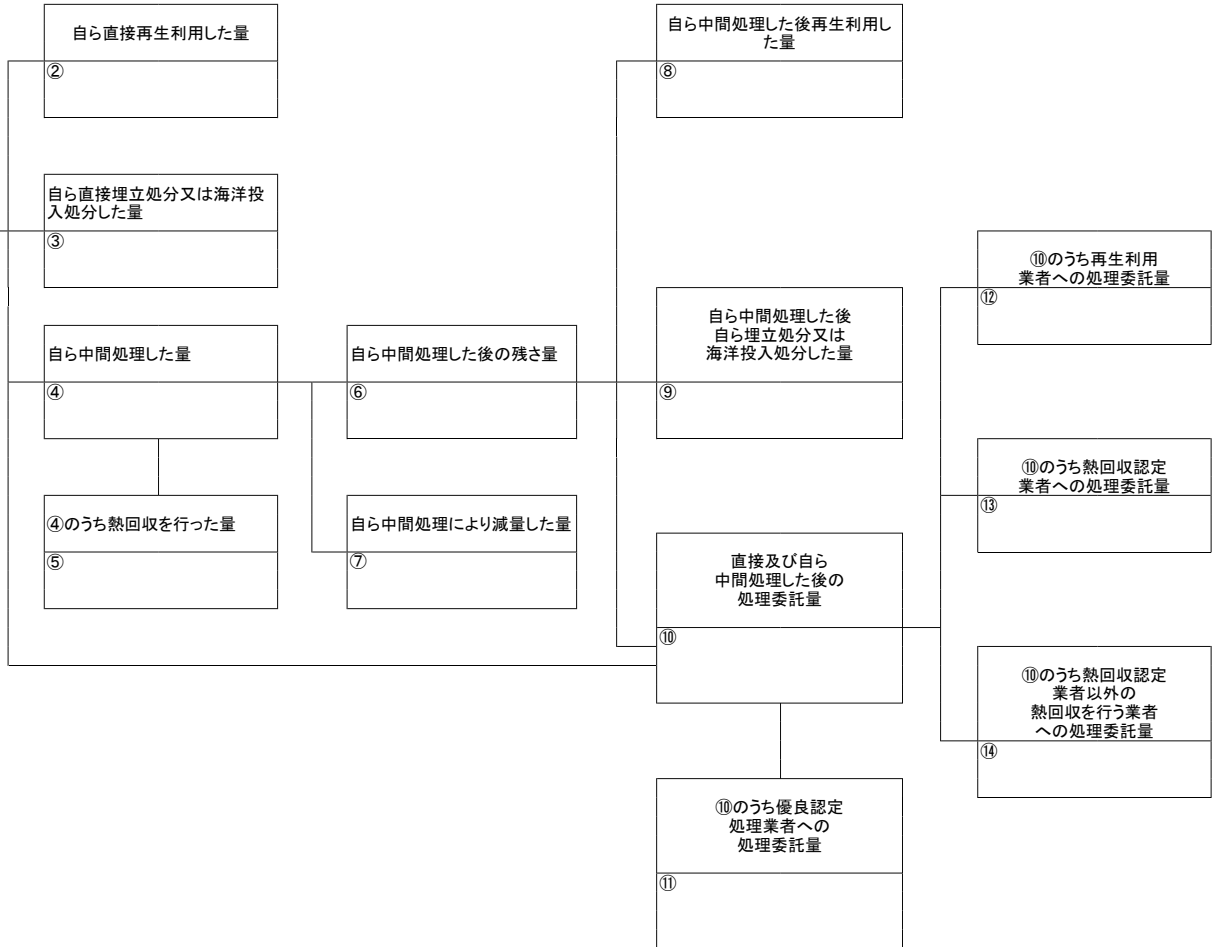 自ら直接再生利用した量
②
自ら直接埋立処分又は海洋投
入処分した量
③
自ら中間処理した量
④
④のうち熱回収を行った量
⑤
自ら中間処理した後の残さ量
⑥
自ら中間処理により減量した量
⑦
自ら中間処理した後再生利用し
た量
⑧
自ら中間処理した後
自ら埋立処分又は
海洋投入処分した量
⑨
直接及び自ら
中間処理した後の
処理委託量
⑩
⑩のうち優良認定
処理業者への
処理委託量
⑪
⑩のうち再生利用
業者への処理委託量
⑫
⑩のうち熱回収認定
業者への処理委託量
⑬
⑩のうち熱回収認定
業者以外の
熱回収を行う業者
への処理委託量
⑭